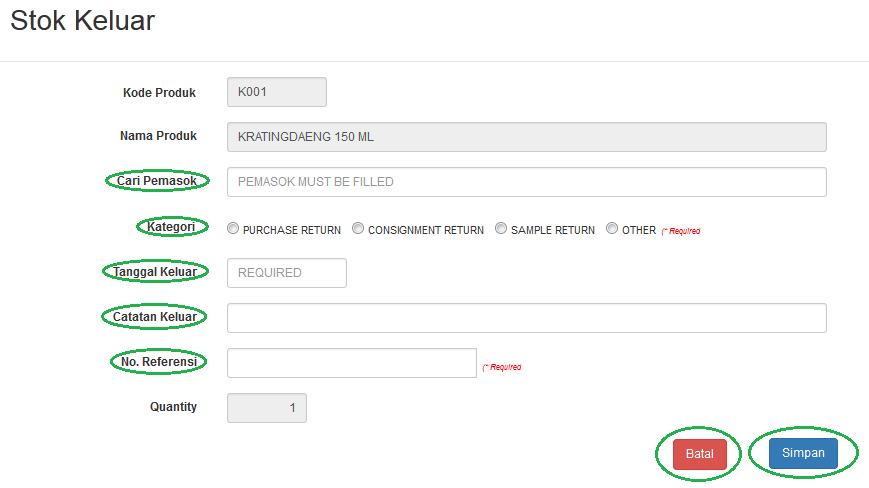 Stok Keluar
Kode Produk K001
Nama Produk KRATINGDAENG 150 ML
Cari Pemasok PEMASOK MUST BE FILLED
Kategori PURCHASE RETURN CONSIGNMENT RETURN SAMPLE RETURN OTHER (* Required
Tanggal Keluar REQUIRED
Catatan Keluar
No. Referensi (* Required
Quantity 1
Batal Simpan